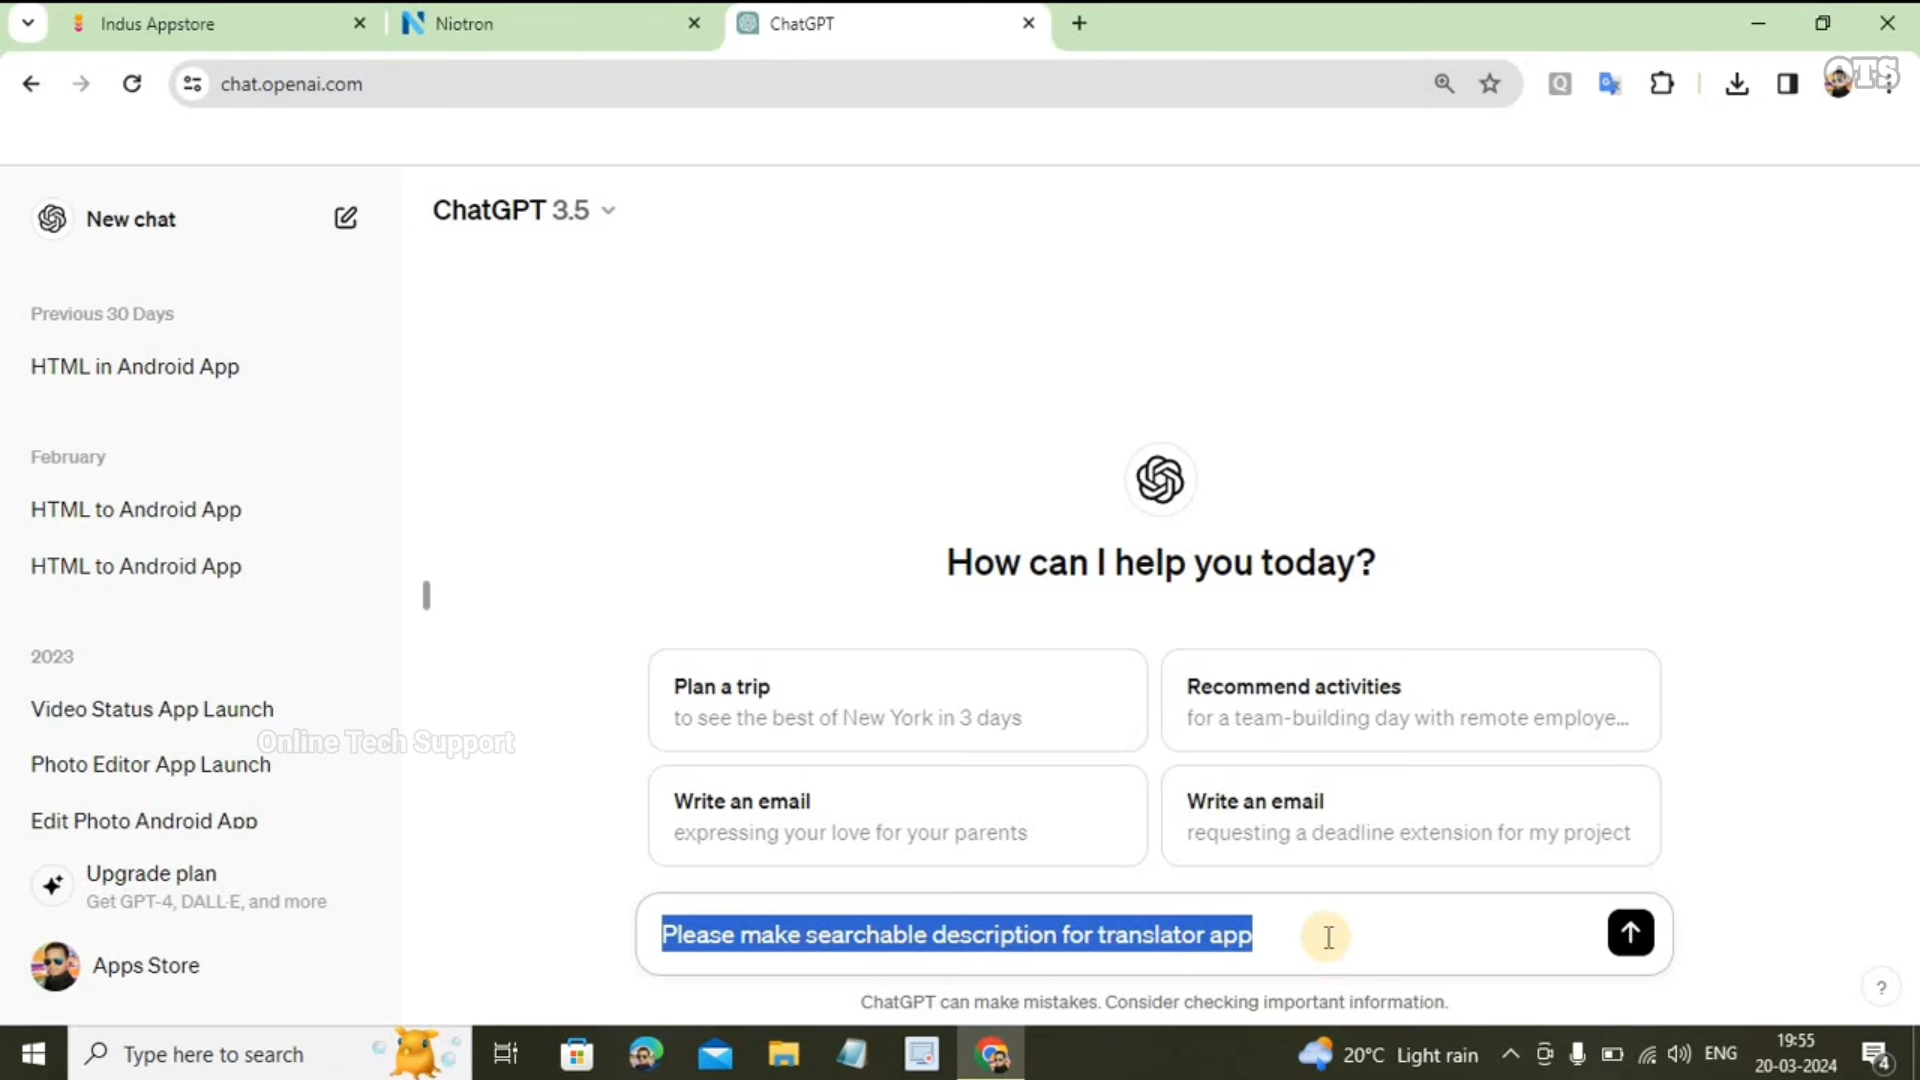 Indus Appstore
Niotron
ChatGPT
chat.openai.com
OTS
New chat
ChatGPT 3.5
Previous 30 Days
HTML in Android App
February
HTML to Android App
HTML to Android App
2023
Video Status App Launch
Online Tech Support
Photo Editor App Launch
Edit Photo Android App
Upgrade plan
Get GPT-4, DALL·E, and more
Apps Store
How can I help you today?
Plan a trip
to see the best of New York in 3 days
Recommend activities
for a team-building day with remote employe...
Write an email
expressing your love for your parents
Write an email
requesting a deadline extension for my project
Please make searchable description for translator app
ChatGPT can make mistakes. Consider checking important information.
?
Type here to search
20°C Light rain
ENG
19:55
20-03-2024
4